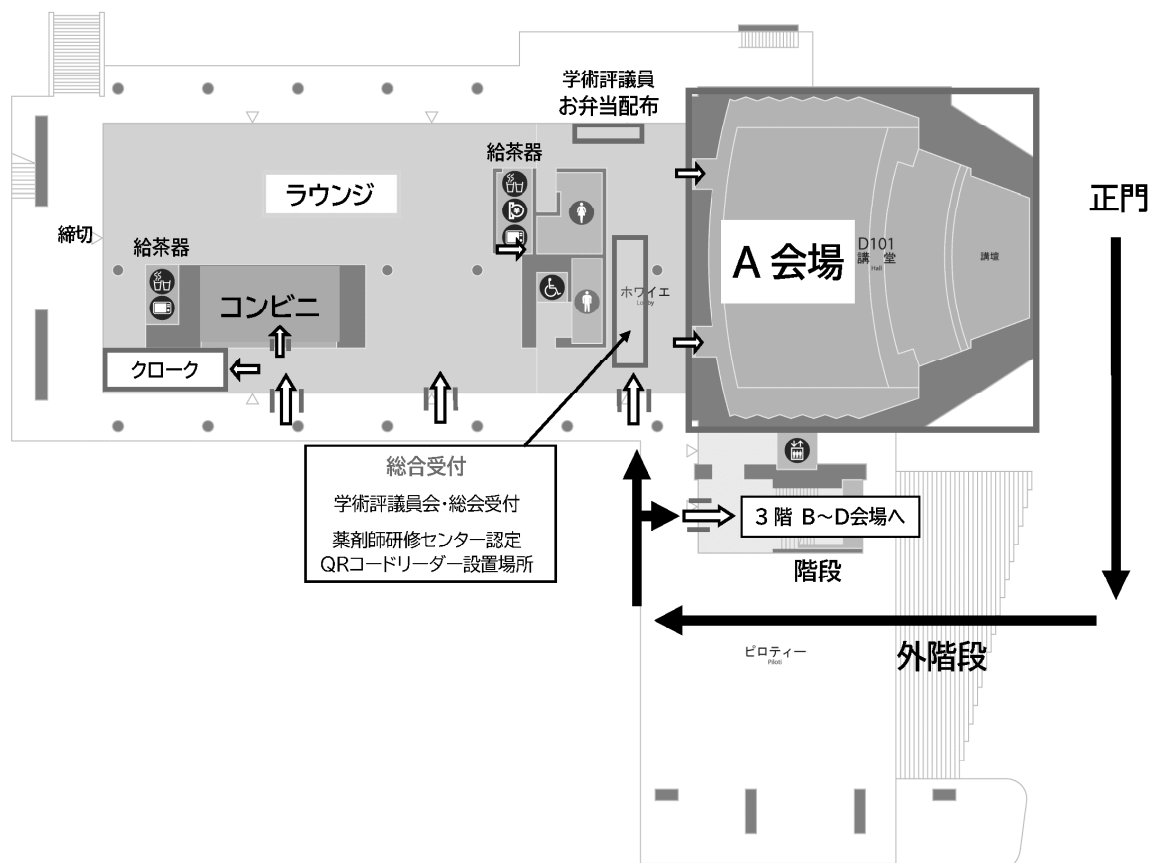 学術評議員
お弁当配布
給茶器
ラウンジ
正門
締切
給茶器
A 会場
D101
講 堂
Hall
講壇
コンビニ
ホワイエ
Lobby
クローク
総合受付
学術評議員会・総会受付
薬剤師研修センター認定
QRコードリーダー設置場所
3階 B～D会場へ
階段
外階段
ピロティー
Piloti